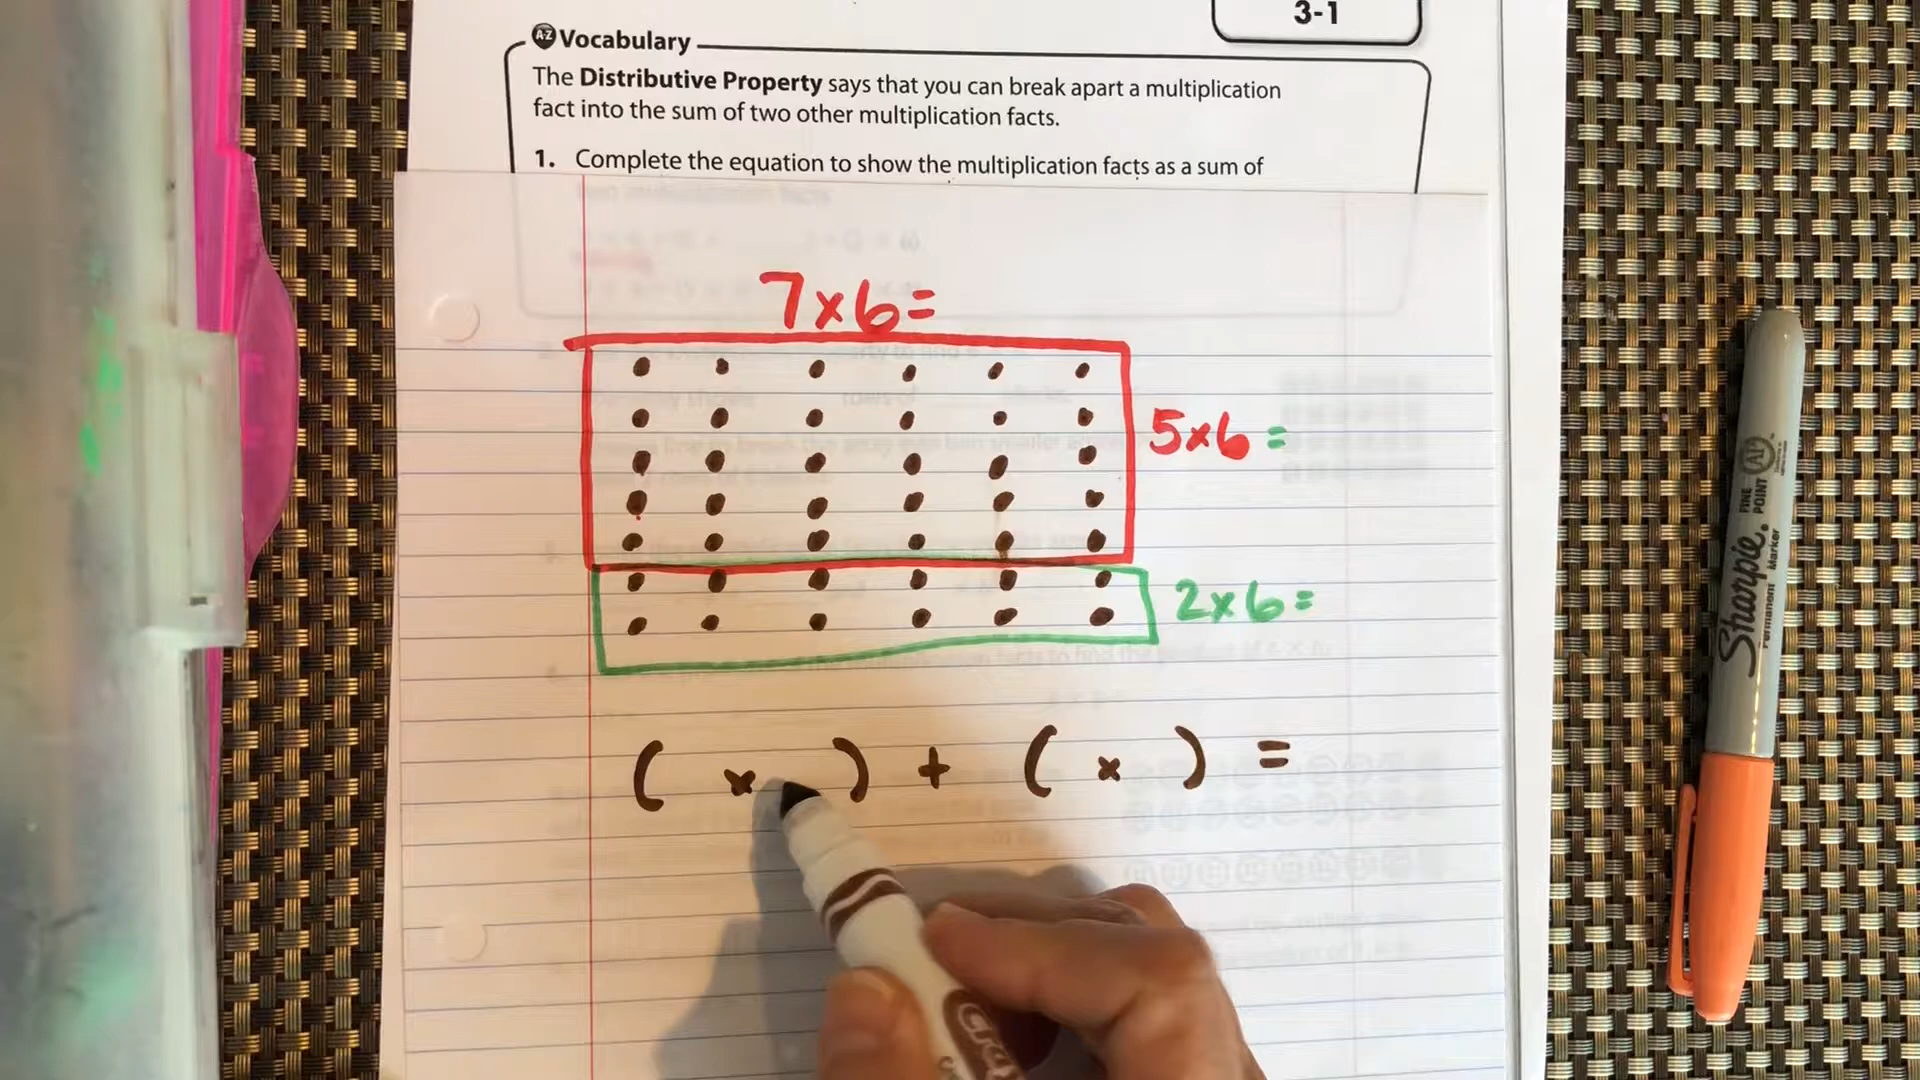 3-1
A-Z Vocabulary
The Distributive Property says that you can break apart a multiplication
fact into the sum of two other multiplication facts.
1. Complete the equation to show the multiplication facts as a sum of
7x6=
5x6 =
2x6=
( x ) + ( x ) =
Sharpie.
FINE POINT
Permanent Marker
AP
Cra